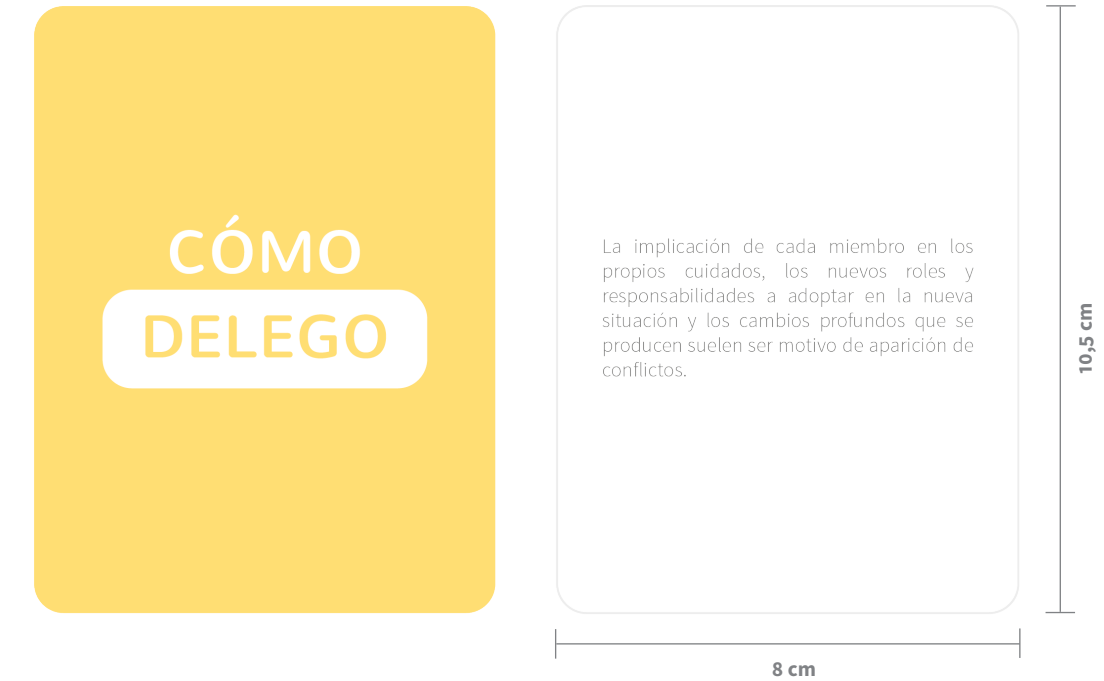 CÓMO
DELEGO
La implicación de cada miembro en los
propios cuidados, los nuevos roles y
responsabilidades a adoptar en la nueva
situación y los cambios profundos que se
producen suelen ser motivo de aparición de
conflictos.
10,5 cm
8 cm